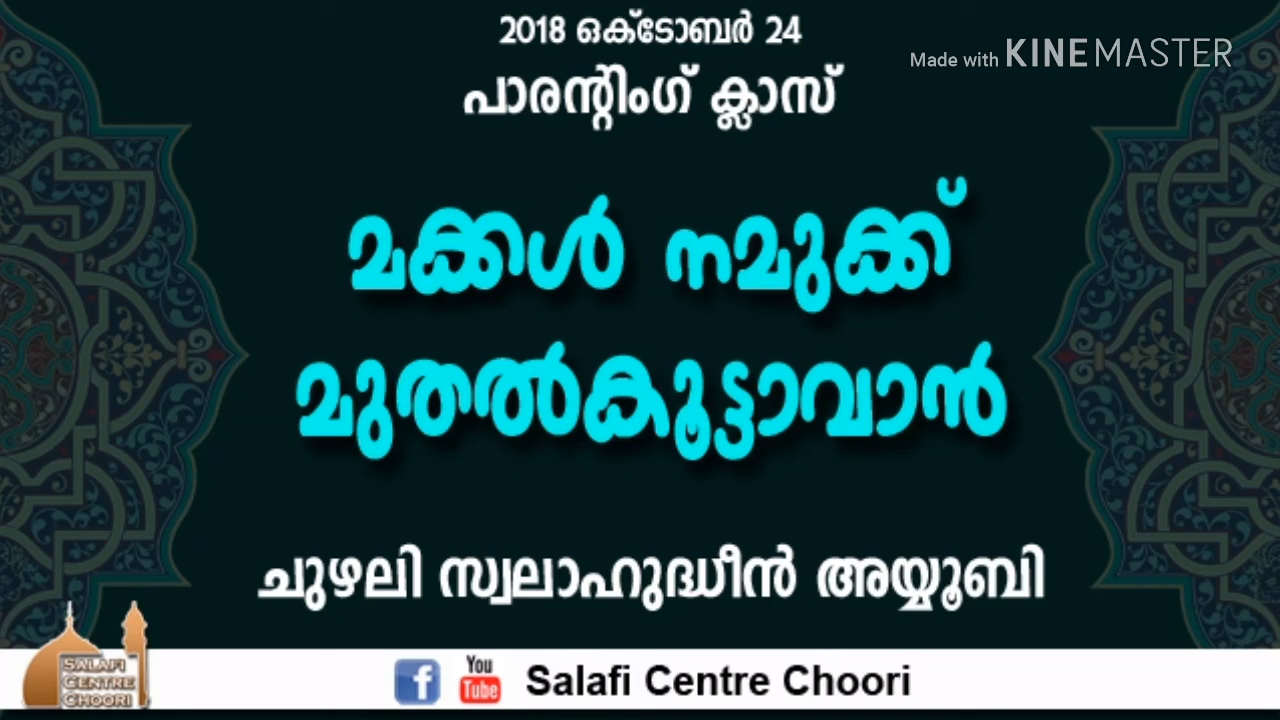 2018 ഒക്ടോബർ 24
Made with KINEMASTER
പാരന്റിംഗ് ക്ലാസ്
മക്കൾ നമുക്ക്
മുതൽകൂട്ടാവാൻ
ചുഴലി സ്വലാഹുദ്ധീൻ അയ്യൂബി
SALAFI
CENTRE
CHOORI
f You
Tube
Salafi Centre Choori